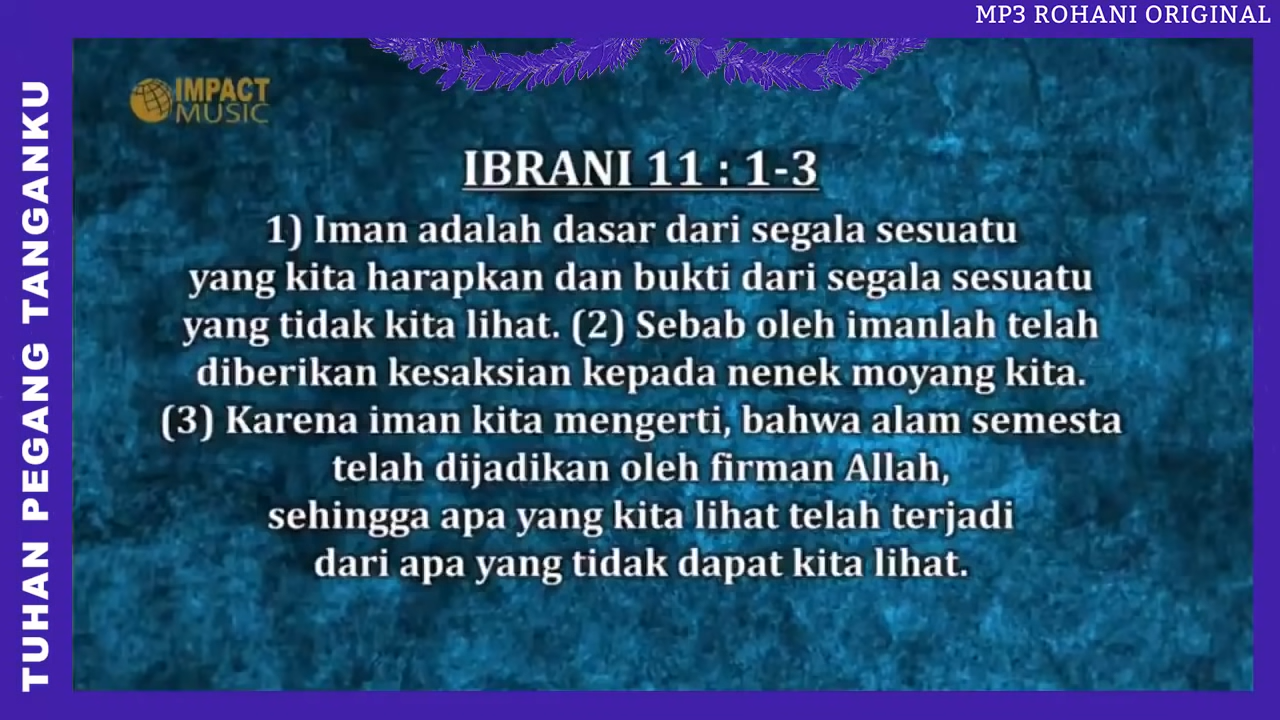 MP3 ROHANI ORIGINAL
TUHAN PEGANG TANGANKU
IMPACT
MUSIC
IBRANI 11 : 1-3
1) Iman adalah dasar dari segala sesuatu
yang kita harapkan dan bukti dari segala sesuatu
yang tidak kita lihat. (2) Sebab oleh imanlah telah
diberikan kesaksian kepada nenek moyang kita.
(3) Karena iman kita mengerti, bahwa alam semesta
telah dijadikan oleh firman Allah,
sehingga apa yang kita lihat telah terjadi
dari apa yang tidak dapat kita lihat.